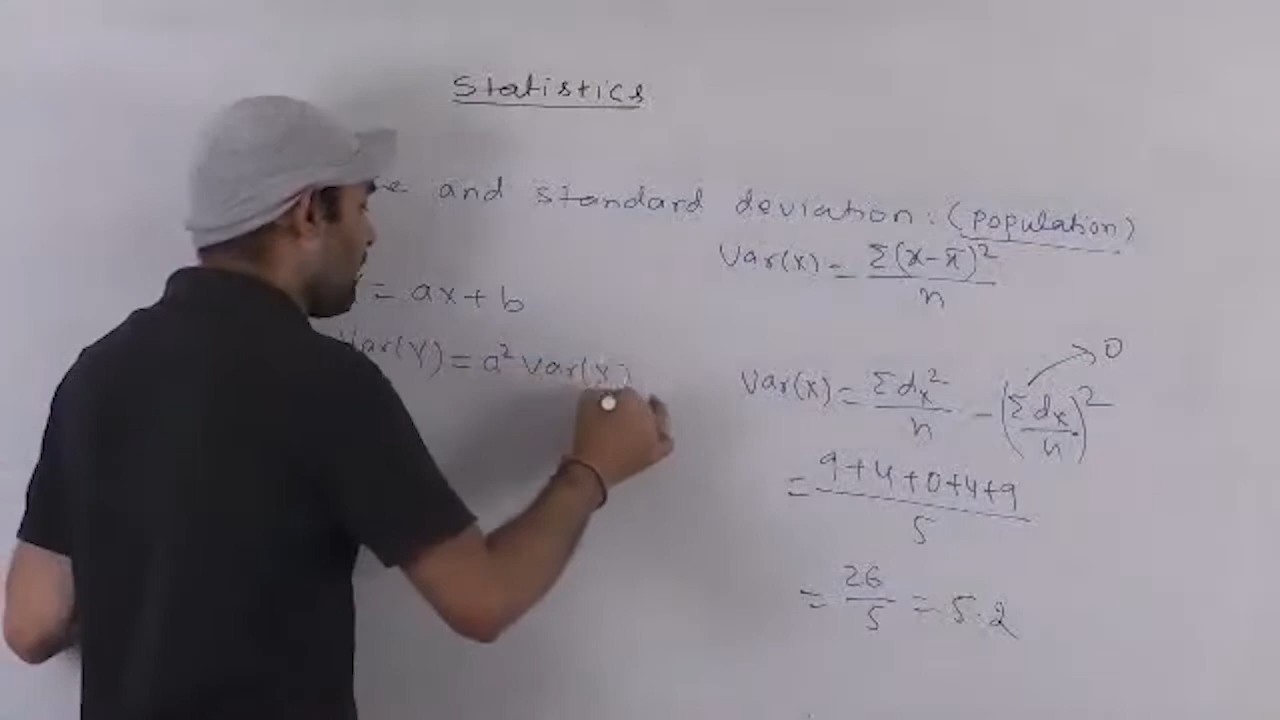 Statistics
and standard deviation: (population)
Var(x) = Σ(x-x̄)²/n
= ax+b
Var(Y) = a² Var(X)
Var(x) = Σdx²/n - (Σdx/n)² → 0
= 9+4+0+4+9/5
= 26/5 = 5.2